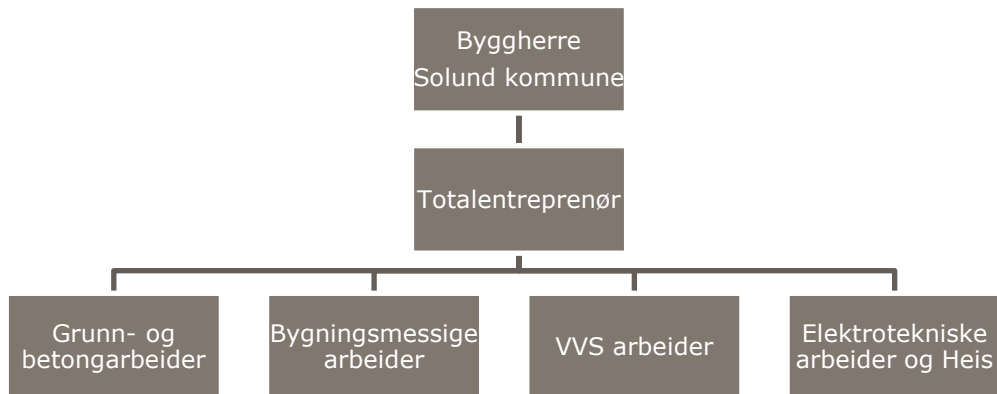 Byggherre
Solund kommune
Totalentreprenør
Grunn- og
betongarbeider
Bygningsmessige
arbeider
VVS arbeider
Elektrotekniske
arbeider og Heis